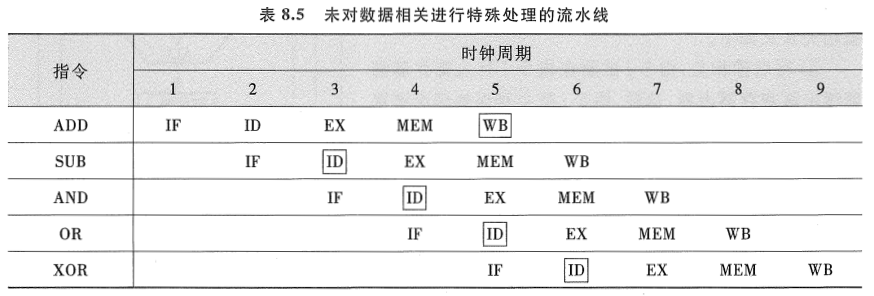 表 8.5 未对数据相关进行特殊处理的流水线
指令 时钟周期
1 2 3 4 5 6 7 8 9
ADD IF ID EX MEM WB
SUB IF ID EX MEM WB
AND IF ID EX MEM WB
OR IF ID EX MEM WB
XOR IF ID EX MEM WB